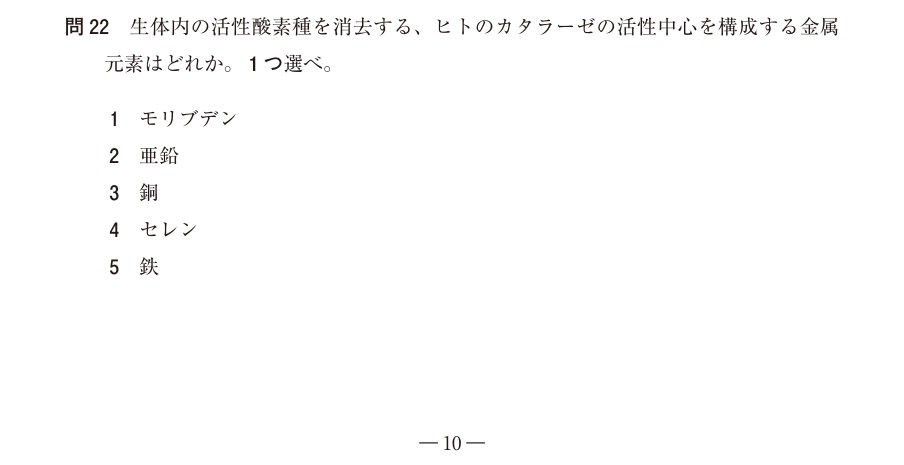 問 22　生体内の活性酸素種を消去する、ヒトのカタラーゼの活性中心を構成する金属
元素はどれか。1つ選べ。
1　モリブデン
2　亜鉛
3　銅
4　セレン
5　鉄
— 10 —